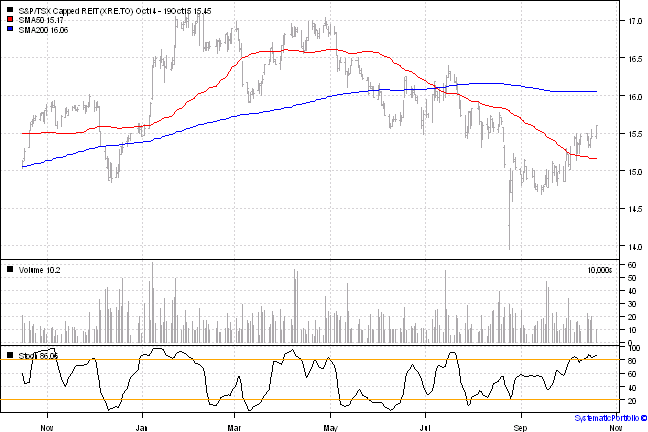 S&P/TSX Capped REIT(XRE.TO) Oct14 - 19Oct15 15.45
SMA50 15.17
SMA200 16.06
17.0
16.5
16.0
15.5
15.0
14.5
14.0
Volume 10.2
10,000s
60
50
40
30
20
10
0
Stoch 86.06
100
80
60
40
20
Nov Jan Mar May Jul Sep Nov
SystematicPortfolio ©